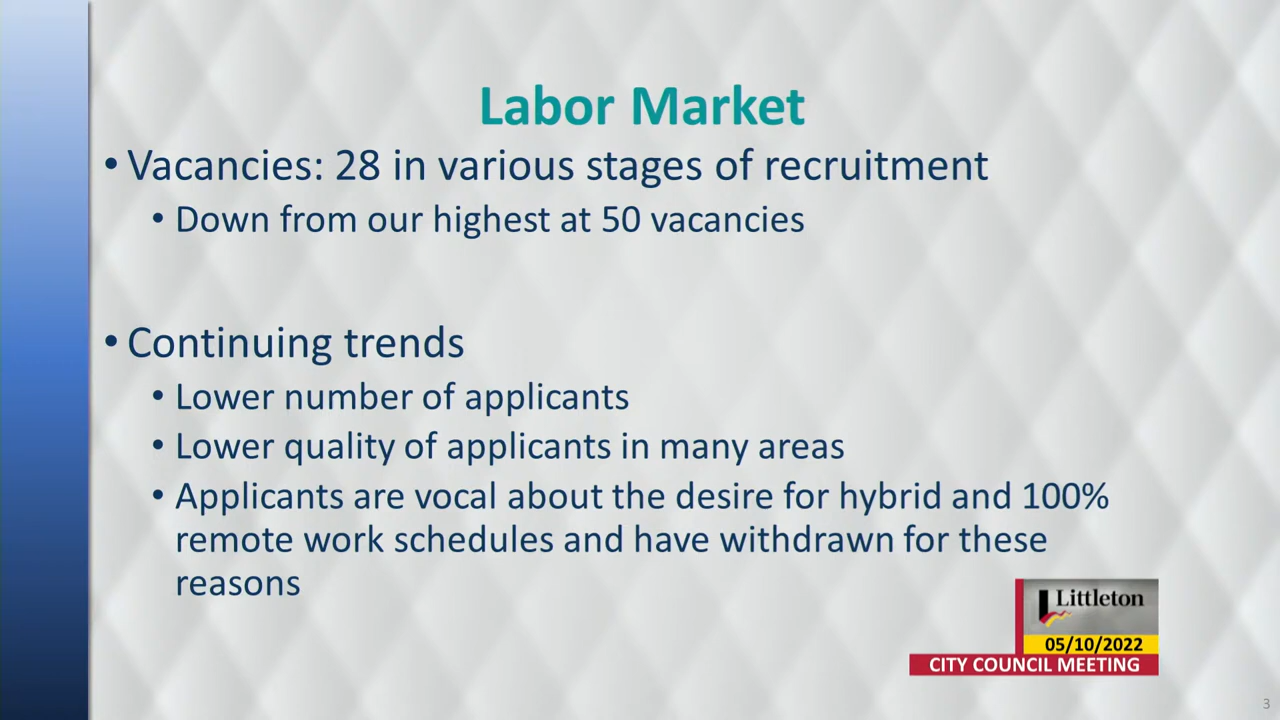 Labor Market
• Vacancies: 28 in various stages of recruitment
• Down from our highest at 50 vacancies
• Continuing trends
• Lower number of applicants
• Lower quality of applicants in many areas
• Applicants are vocal about the desire for hybrid and 100%
remote work schedules and have withdrawn for these
reasons
Littleton
05/10/2022
CITY COUNCIL MEETING
3